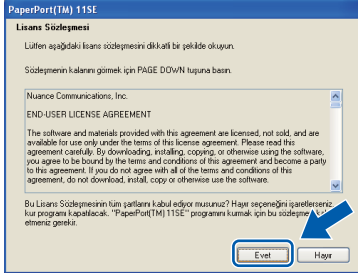 PaperPort(TM) 11SE
Lisans Sözleşmesi
Lütfen aşağıdaki lisans sözleşmesini dikkatli bir şekilde okuyun.
Sözleşmenin kalanını görmek için PAGE DOWN tuşuna basın.
Nuance Communications, Inc.
END-USER LICENSE AGREEMENT
The software and materials provided with this agreement are licensed, not sold, and are
available for use only under the terms of this license agreement. Please read this
agreement carefully. By downloading, installing, copying, or otherwise using the software,
you agree to be bound by the terms and conditions of this agreement and become a party
to this agreement. If you do not agree with all of the terms and conditions of this
agreement, do not download, install, copy or otherwise use the software.
Bu Lisans Sözleşmesinin tüm şartlarını kabul ediyor musunuz? Hayır seçeneğini işaretlerseniz,
kur programı kapatılacak. "PaperPort(TM) 11SE" programını kurmak için bu sözleşmeyi
etmeniz gerekir.
Evet
Hayır